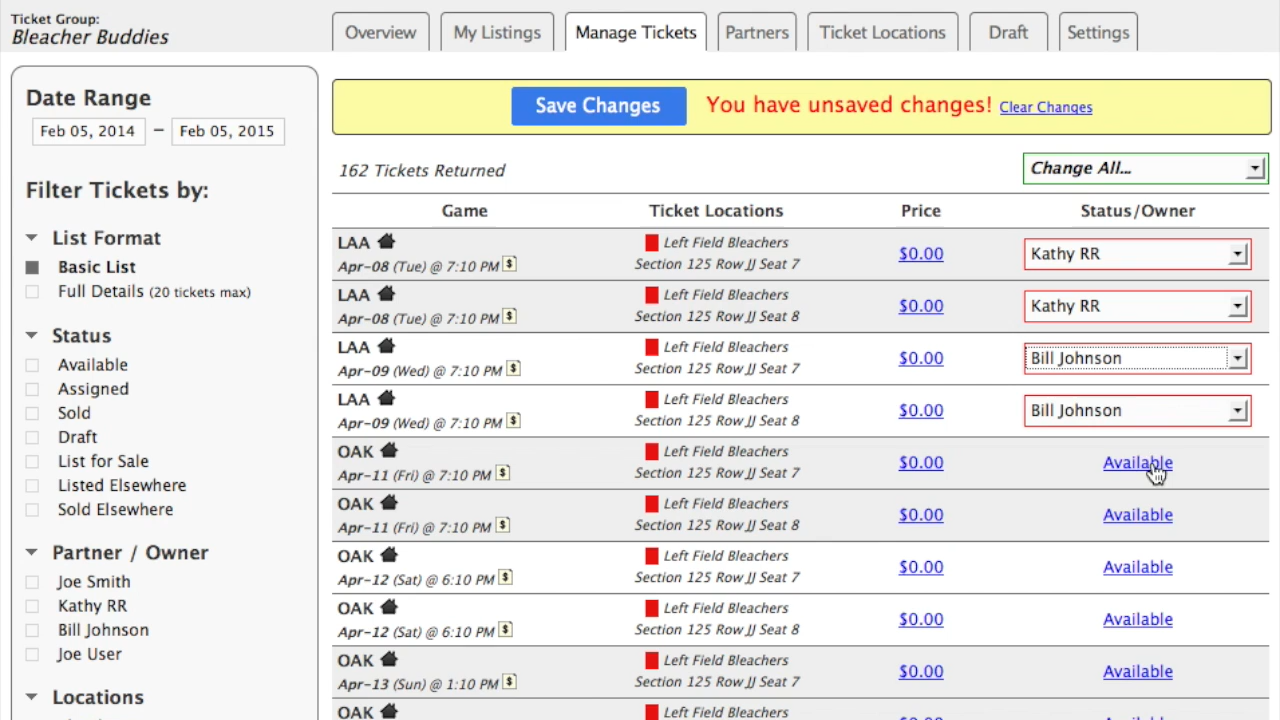 Ticket Group:
Bleacher Buddies
Overview
My Listings
Manage Tickets
Partners
Ticket Locations
Draft
Settings
Date Range
Feb 05, 2014 – Feb 05, 2015
Filter Tickets by:
List Format
Basic List
Full Details (20 tickets max)
Status
Available
Assigned
Sold
Draft
List for Sale
Listed Elsewhere
Sold Elsewhere
Partner / Owner
Joe Smith
Kathy RR
Bill Johnson
Joe User
Locations
Save Changes You have unsaved changes! Clear Changes
162 Tickets Returned
Change All...
Game Ticket Locations Price Status/Owner
LAA Left Field Bleachers
Apr-08 (Tue) @ 7:10 PM $ Section 125 Row JJ Seat 7 $0.00 Kathy RR
LAA Left Field Bleachers
Apr-08 (Tue) @ 7:10 PM $ Section 125 Row JJ Seat 8 $0.00 Kathy RR
LAA Left Field Bleachers
Apr-09 (Wed) @ 7:10 PM $ Section 125 Row JJ Seat 7 $0.00 Bill Johnson
LAA Left Field Bleachers
Apr-09 (Wed) @ 7:10 PM $ Section 125 Row JJ Seat 8 $0.00 Bill Johnson
OAK Left Field Bleachers
Apr-11 (Fri) @ 7:10 PM $ Section 125 Row JJ Seat 7 $0.00 Available
OAK Left Field Bleachers
Apr-11 (Fri) @ 7:10 PM $ Section 125 Row JJ Seat 8 $0.00 Available
OAK Left Field Bleachers
Apr-12 (Sat) @ 6:10 PM $ Section 125 Row JJ Seat 7 $0.00 Available
OAK Left Field Bleachers
Apr-12 (Sat) @ 6:10 PM $ Section 125 Row JJ Seat 8 $0.00 Available
OAK Left Field Bleachers
Apr-13 (Sun) @ 1:10 PM $ Section 125 Row JJ Seat 7 $0.00 Available
OAK Left Field Bleachers